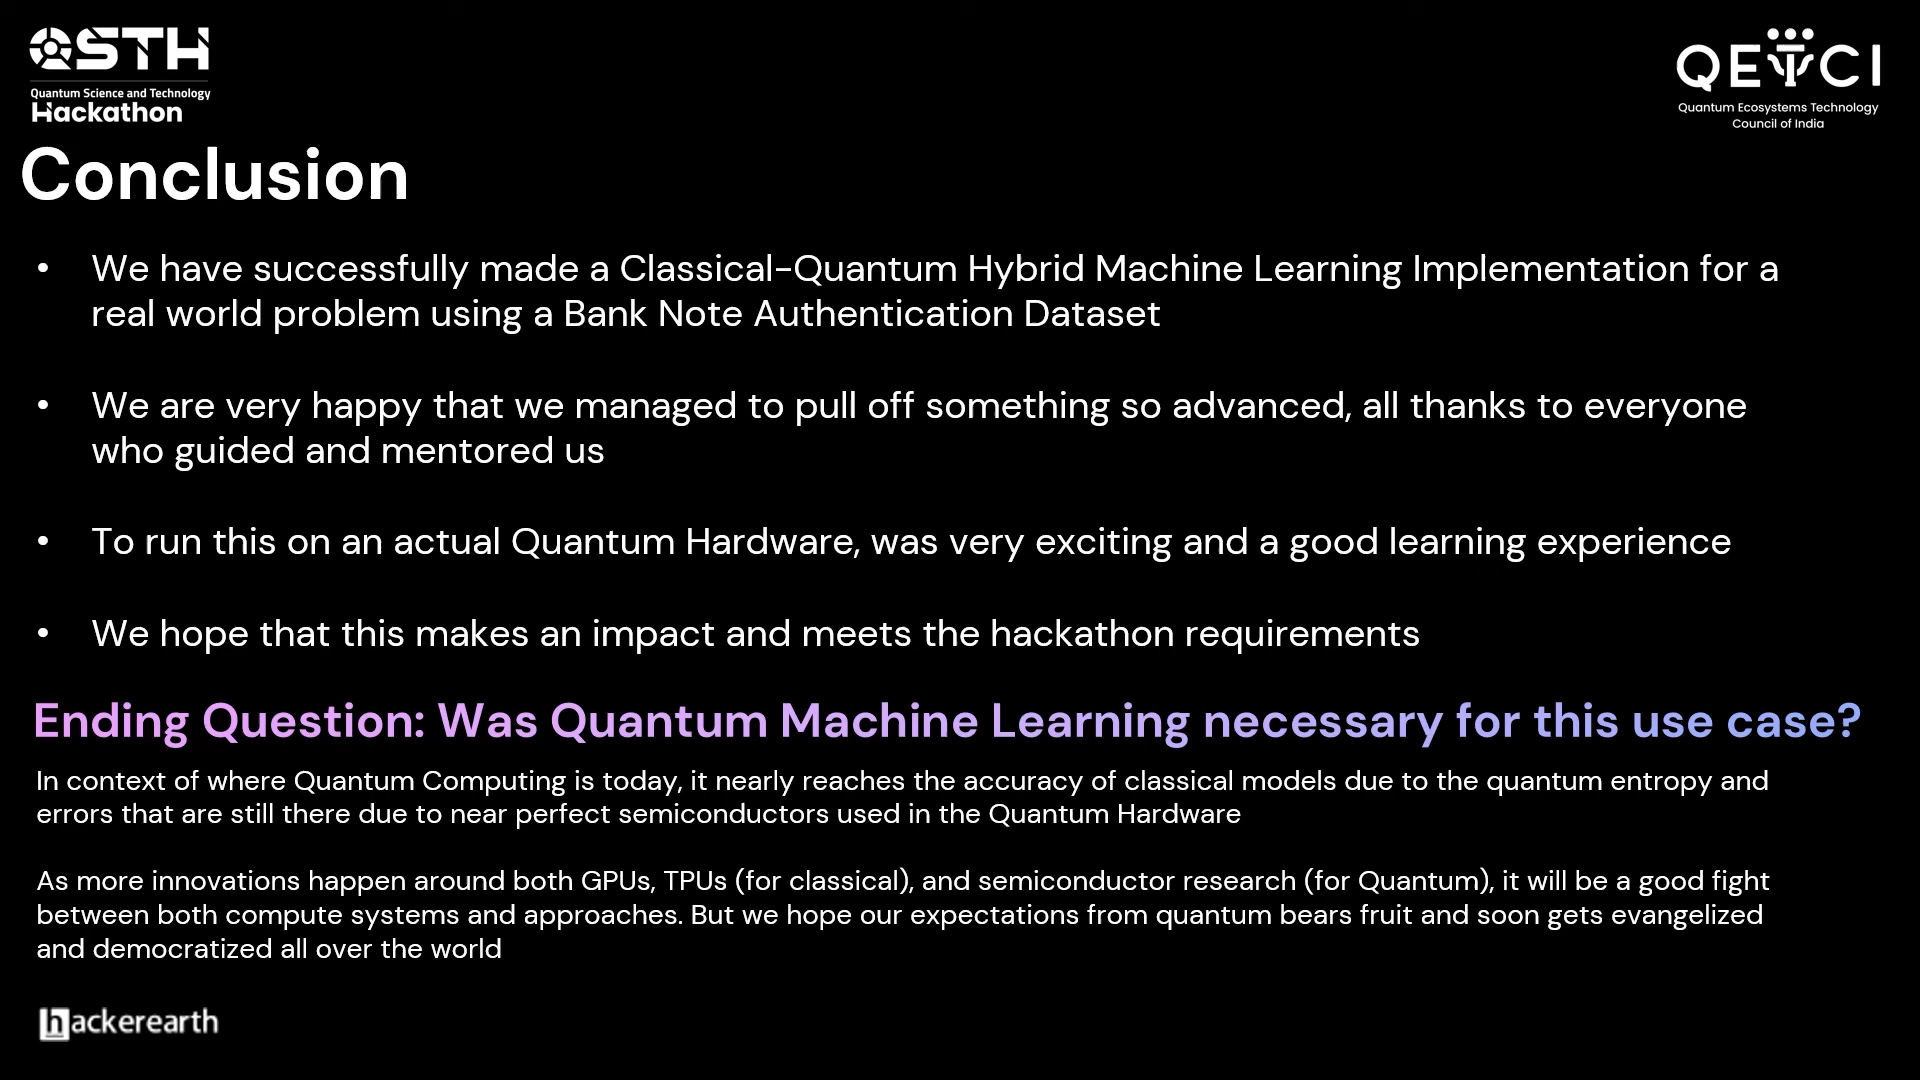 QSTH
Quantum Science and Technology
Hackathon
QETCI
Quantum Ecosystems Technology
Council of India
Conclusion
• We have successfully made a Classical-Quantum Hybrid Machine Learning Implementation for a
real world problem using a Bank Note Authentication Dataset
• We are very happy that we managed to pull off something so advanced, all thanks to everyone
who guided and mentored us
• To run this on an actual Quantum Hardware, was very exciting and a good learning experience
• We hope that this makes an impact and meets the hackathon requirements
Ending Question: Was Quantum Machine Learning necessary for this use case?
In context of where Quantum Computing is today, it nearly reaches the accuracy of classical models due to the quantum entropy and
errors that are still there due to near perfect semiconductors used in the Quantum Hardware
As more innovations happen around both GPUs, TPUs (for classical), and semiconductor research (for Quantum), it will be a good fight
between both compute systems and approaches. But we hope our expectations from quantum bears fruit and soon gets evangelized
and democratized all over the world
hackerearth